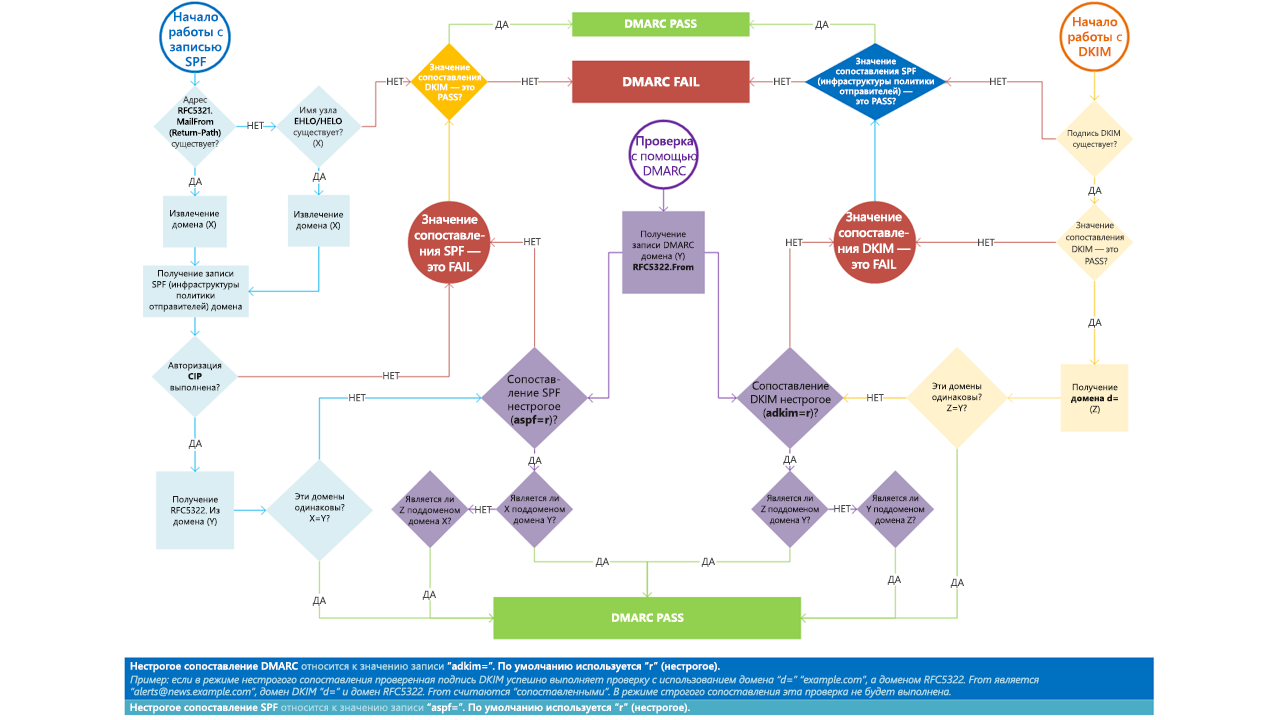 Начало
работы с
записью
SPF
ДА
DMARC PASS
ДА
Начало
работы с
DKIM
Значение
сопоставления
DKIM — это
PASS?
НЕТ
НЕТ
DMARC FAIL
НЕТ
Значение
сопоставления SPF
(инфраструктуры политики
отправителей) —
это PASS?
НЕТ
Адрес
RFC5321.
MailFrom
(Return-Path)
существует?
НЕТ
Имя узла
EHLO/HELO
существует?
(X)
Проверка
с помощью
DMARC
Подпись DKIM
существует?
ДА
ДА
ДА
Извлечение
домена (X)
Извлечение
домена (X)
Значение
сопоставле-
ния SPF —
это FAIL
НЕТ
Получение
записи DMARC
домена (Y)
RFC5322.From
НЕТ
Значение
сопоставле-
ния DKIM —
это FAIL
НЕТ
Значение
сопоставления
DKIM — это
PASS?
Получение записи
SPF (инфраструктуры
политики
отправителей) домена
ДА
Авторизация
CIP
выполнена?
НЕТ
НЕТ
Сопостав-
ление SPF
нестрогое
(aspf=r)?
Сопоставление
DKIM нестрогое
(adkim=r)?
НЕТ
Эти домены
одинаковы?
Z=Y?
Получение
домена d=
(Z)
ДА
ДА
ДА
Получение
RFC5322. Из
домена (Y)
Эти домены
одинаковы?
X=Y?
Является ли
Z поддоменом
домена X?
НЕТ
Является ли
X поддоменом
домена Y?
Является ли
Z поддоменом
домена Y?
НЕТ
Является ли
Y поддоменом
домена Z?
ДА
ДА
ДА
ДА
ДА
ДА
DMARC PASS
Нестрогое сопоставление DMARC относится к значению записи "adkim=". По умолчанию используется "r" (нестрогое).
Пример: если в режиме нестрогого сопоставления проверенная подпись DKIM успешно выполняет проверку с использованием домена "d=" "example.com", а доменом RFC5322. From является
"alerts@news.example.com", домен DKIM "d=" и домен RFC5322. From считаются "сопоставленными". В режиме строгого сопоставления эта проверка не будет выполнена.
Нестрогое сопоставление SPF относится к значению записи "aspf=". По умолчанию используется "r" (нестрогое).